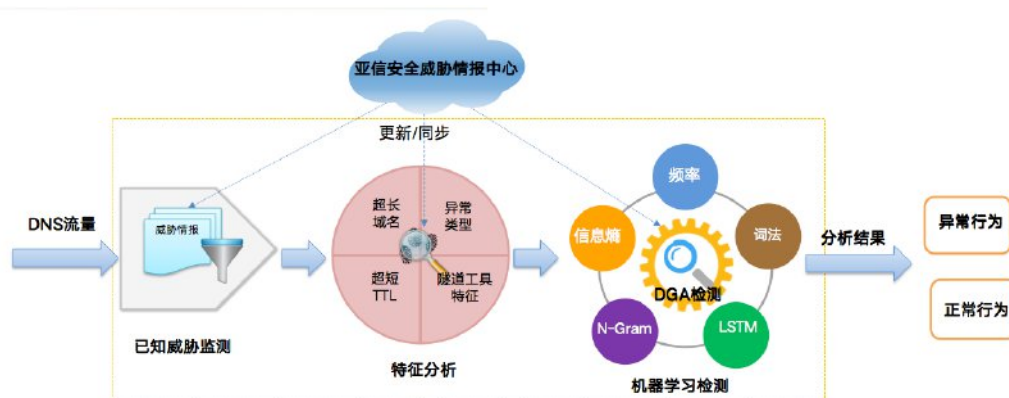 亚信安全威胁情报中心
更新/同步
DNS流量
威胁情报
已知威胁监测
超长
域名
异常
类型
超短
TTL
隧道工具
特征
特征分析
频率
信息熵
词法
DGA检测
N-Gram
LSTM
机器学习检测
分析结果
异常行为
正常行为